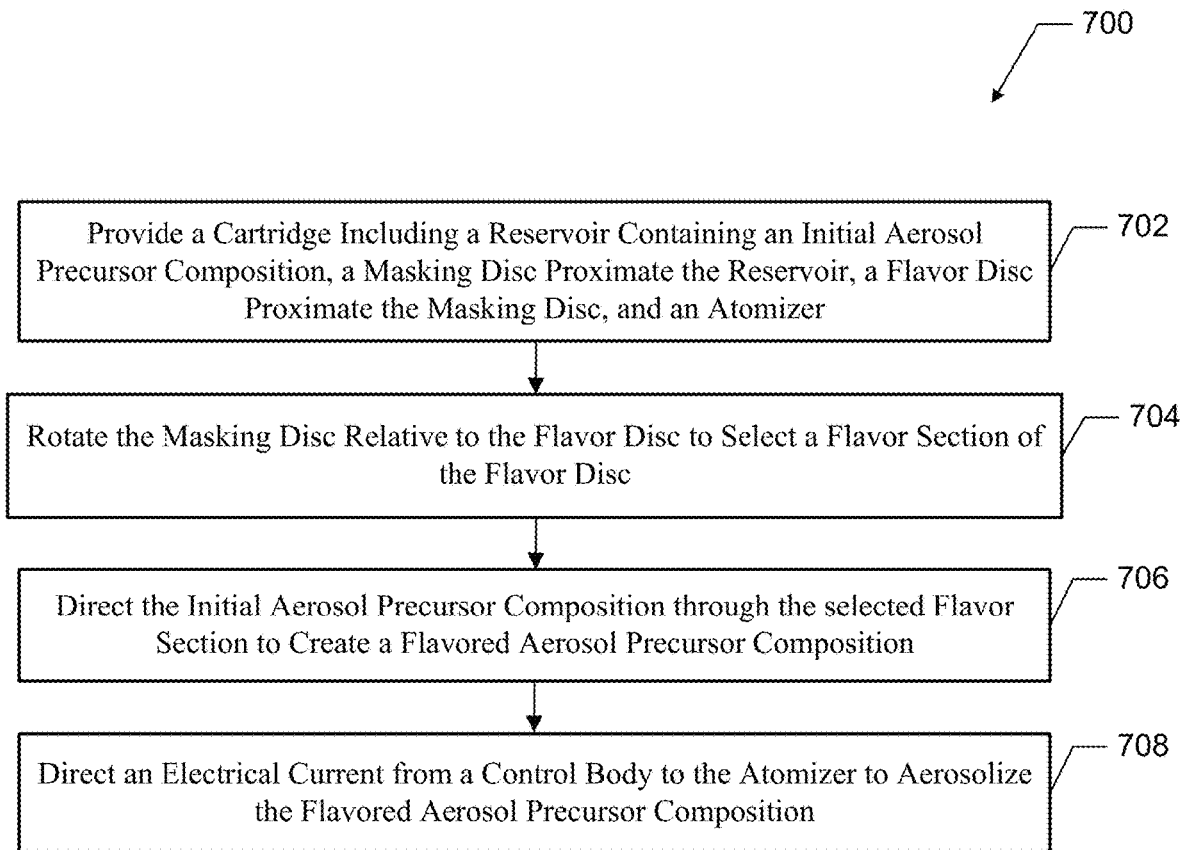 700
Provide a Cartridge Including a Reservoir Containing an Initial Aerosol
Precursor Composition, a Masking Disc Proximate the Reservoir, a Flavor Disc
Proximate the Masking Disc, and an Atomizer
702
Rotate the Masking Disc Relative to the Flavor Disc to Select a Flavor Section of
the Flavor Disc
704
Direct the Initial Aerosol Precursor Composition through the selected Flavor
Section to Create a Flavored Aerosol Precursor Composition
706
Direct an Electrical Current from a Control Body to the Atomizer to Aerosolize
the Flavored Aerosol Precursor Composition
708